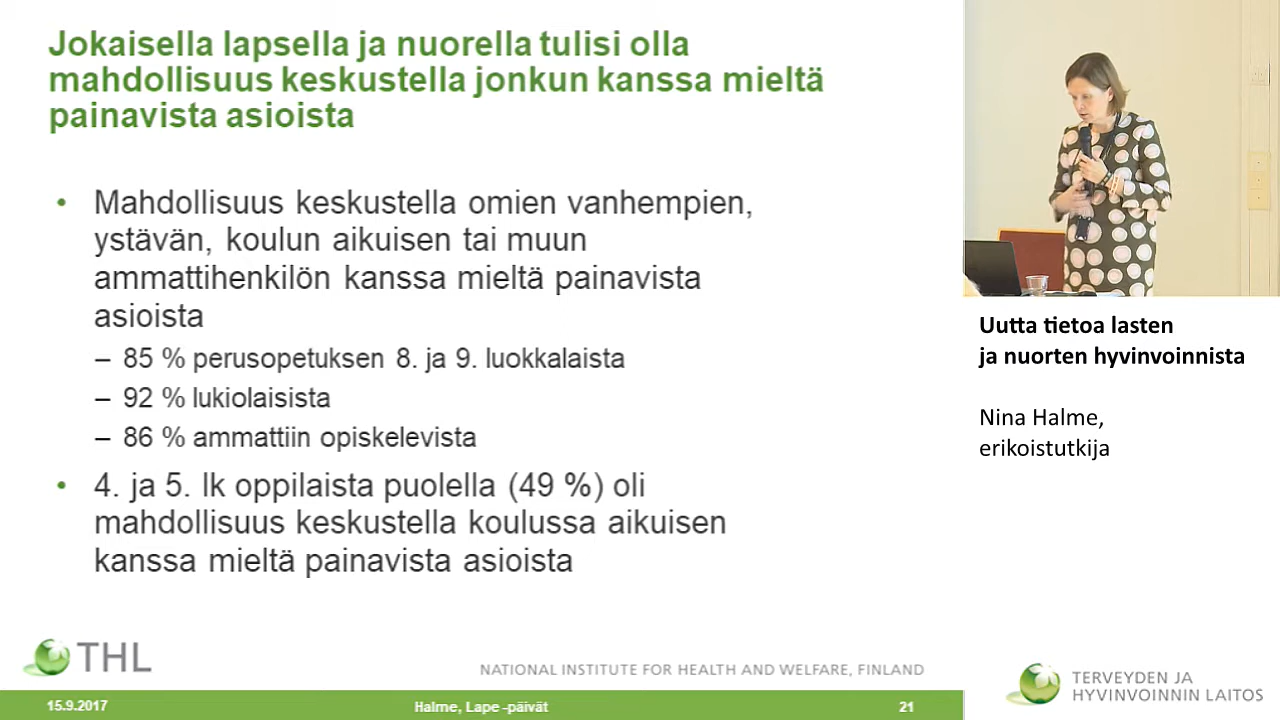 Jokaisella lapsella ja nuorella tulisi olla
mahdollisuus keskustella jonkun kanssa mieltä
painavista asioista
• Mahdollisuus keskustella omien vanhempien,
ystävän, koulun aikuisen tai muun
ammattihenkilön kanssa mieltä painavista
asioista
– 85 % perusopetuksen 8. ja 9. luokkalaista
– 92 % lukiolaisista
– 86 % ammattiin opiskelevista
• 4. ja 5. lk oppilaista puolella (49 %) oli
mahdollisuus keskustella koulussa aikuisen
kanssa mieltä painavista asioista
THL
NATIONAL INSTITUTE FOR HEALTH AND WELFARE, FINLAND
15.9.2017
Halme, Lape -päivät
21
Uutta tietoa lasten
ja nuorten hyvinvoinnista
Nina Halme,
erikoistutkija
TERVEYDEN JA
HYVINVOINNIN LAITOS